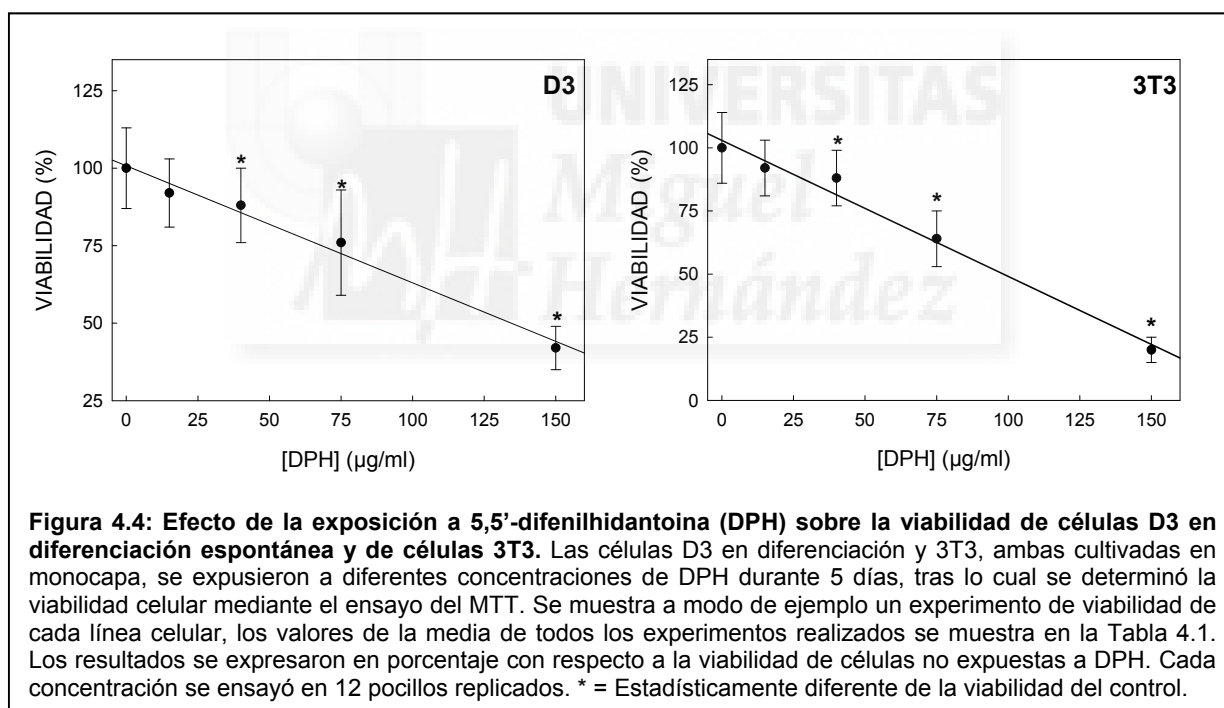 UNIVERSITAS
Miguel
Hernández
D3
125
100
75
50
25
VIABILIDAD (%)
*
*
*
0 25 50 75 100 125 150
[DPH] (µg/ml)
3T3
125
100
75
50
25
0
VIABILIDAD (%)
*
*
*
0 25 50 75 100 125 150
[DPH] (µg/ml)
Figura 4.4: Efecto de la exposición a 5,5’-difenilhidantoina (DPH) sobre la viabilidad de células D3 en
diferenciación espontánea y de células 3T3. Las células D3 en diferenciación y 3T3, ambas cultivadas en
monocapa, se expusieron a diferentes concentraciones de DPH durante 5 días, tras lo cual se determinó la
viabilidad celular mediante el ensayo del MTT. Se muestra a modo de ejemplo un experimento de viabilidad de
cada línea celular, los valores de la media de todos los experimentos realizados se muestra en la Tabla 4.1.
Los resultados se expresaron en porcentaje con respecto a la viabilidad de células no expuestas a DPH. Cada
concentración se ensayó en 12 pocillos replicados. * = Estadísticamente diferente de la viabilidad del control.